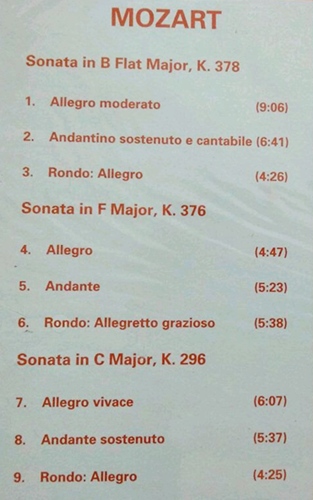 MOZART
Sonata in B Flat Major, K. 378
1. Allegro moderato (9:06)
2. Andantino sostenuto e cantabile (6:41)
3. Rondo: Allegro (4:26)
Sonata in F Major, K. 376
4. Allegro (4:47)
5. Andante (5:23)
6. Rondo: Allegretto grazioso (5:38)
Sonata in C Major, K. 296
7. Allegro vivace (6:07)
8. Andante sostenuto (5:37)
9. Rondo: Allegro (4:25)